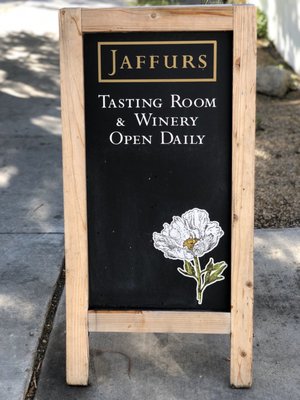 JAFFURS
TASTING ROOM
& WINERY
OPEN DAILY